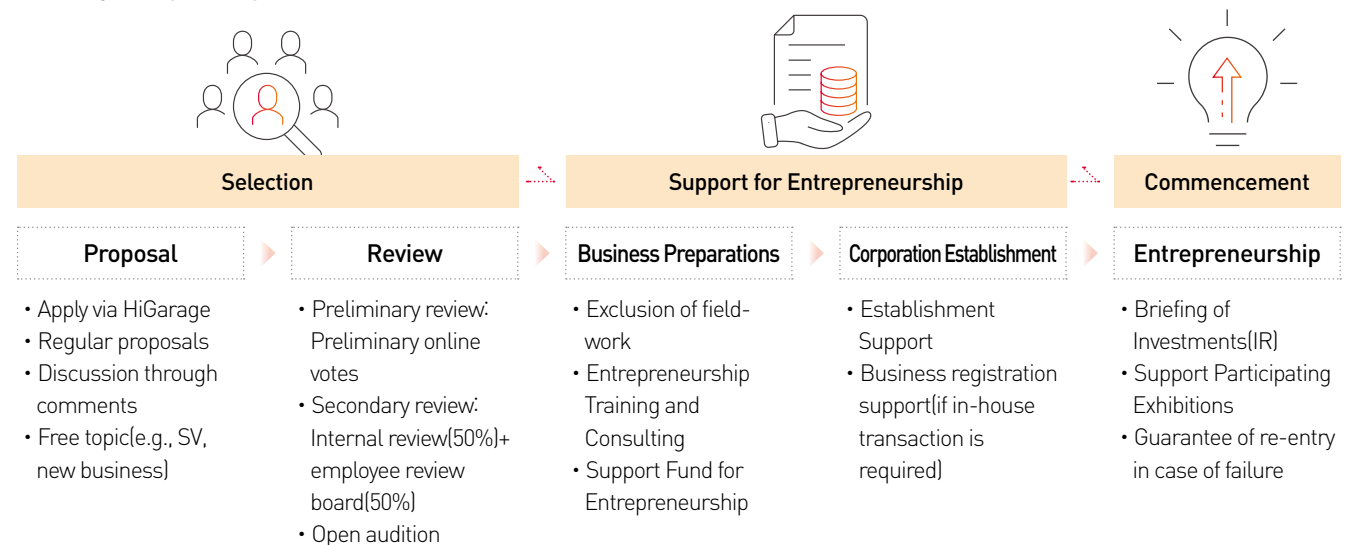 Selection
Support for Entrepreneurship
Commencement
Proposal
Review
Business Preparations
Corporation Establishment
Entrepreneurship
• Apply via HiGarage
• Regular proposals
• Discussion through
comments
• Free topic(e.g., SV,
new business)
• Preliminary review:
Preliminary online
votes
• Secondary review:
Internal review(50%)+
employee review
board(50%)
• Open audition
• Exclusion of field-
work
• Entrepreneurship
Training and
Consulting
• Support Fund for
Entrepreneurship
• Establishment
Support
• Business registration
support(if in-house
transaction is
required)
• Briefing of
Investments(IR)
• Support Participating
Exhibitions
• Guarantee of re-entry
in case of failure